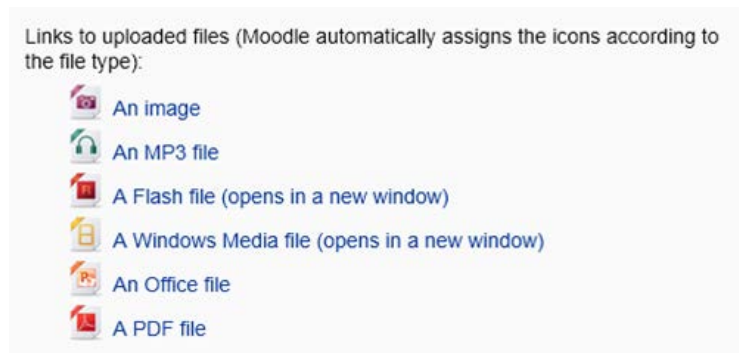 Links to uploaded files (Moodle automatically assigns the icons according to
the file type):
An image
An MP3 file
A Flash file (opens in a new window)
A Windows Media file (opens in a new window)
An Office file
A PDF file